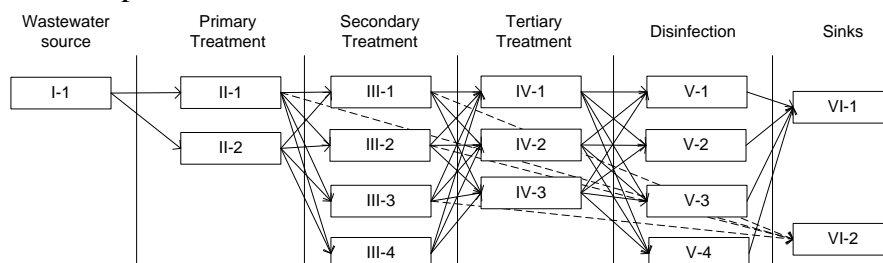 Wastewater
source
Primary
Treatment
Secondary
Treatment
Tertiary
Treatment
Disinfection
Sinks
I-1
II-1
III-1
IV-1
V-1
VI-1
II-2
III-2
IV-2
V-2
III-3
IV-3
V-3
III-4
V-4
VI-2